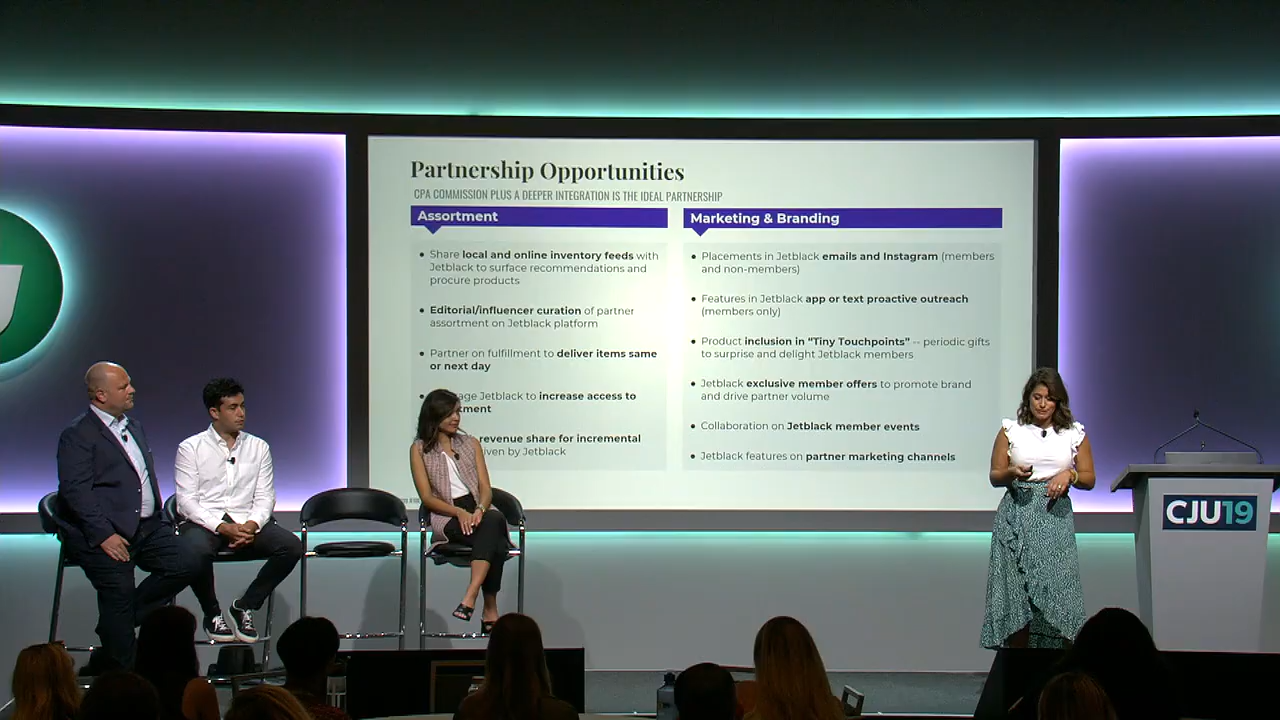 Partnership Opportunities
CPA COMMISSION PLUS A DEEPER INTEGRATION IS THE IDEAL PARTNERSHIP
Assortment
• Share local and online inventory feeds with
Jetblack to surface recommendations and
procure products
• Editorial/influencer curation of partner
assortment on Jetblack platform
• Partner on fulfillment to deliver items same
or next day
Jetblack to increase access to
revenue share for incremental
by Jetblack
Marketing & Branding
• Placements in Jetblack emails and Instagram (members
and non-members)
• Features in Jetblack app or text proactive outreach
(members only)
• Product inclusion in “Tiny Touchpoints” -- periodic gifts
to surprise and delight Jetblack members
• Jetblack exclusive member offers to promote brand
and drive partner volume
• Collaboration on Jetblack member events
• Jetblack features on partner marketing channels
CJU19